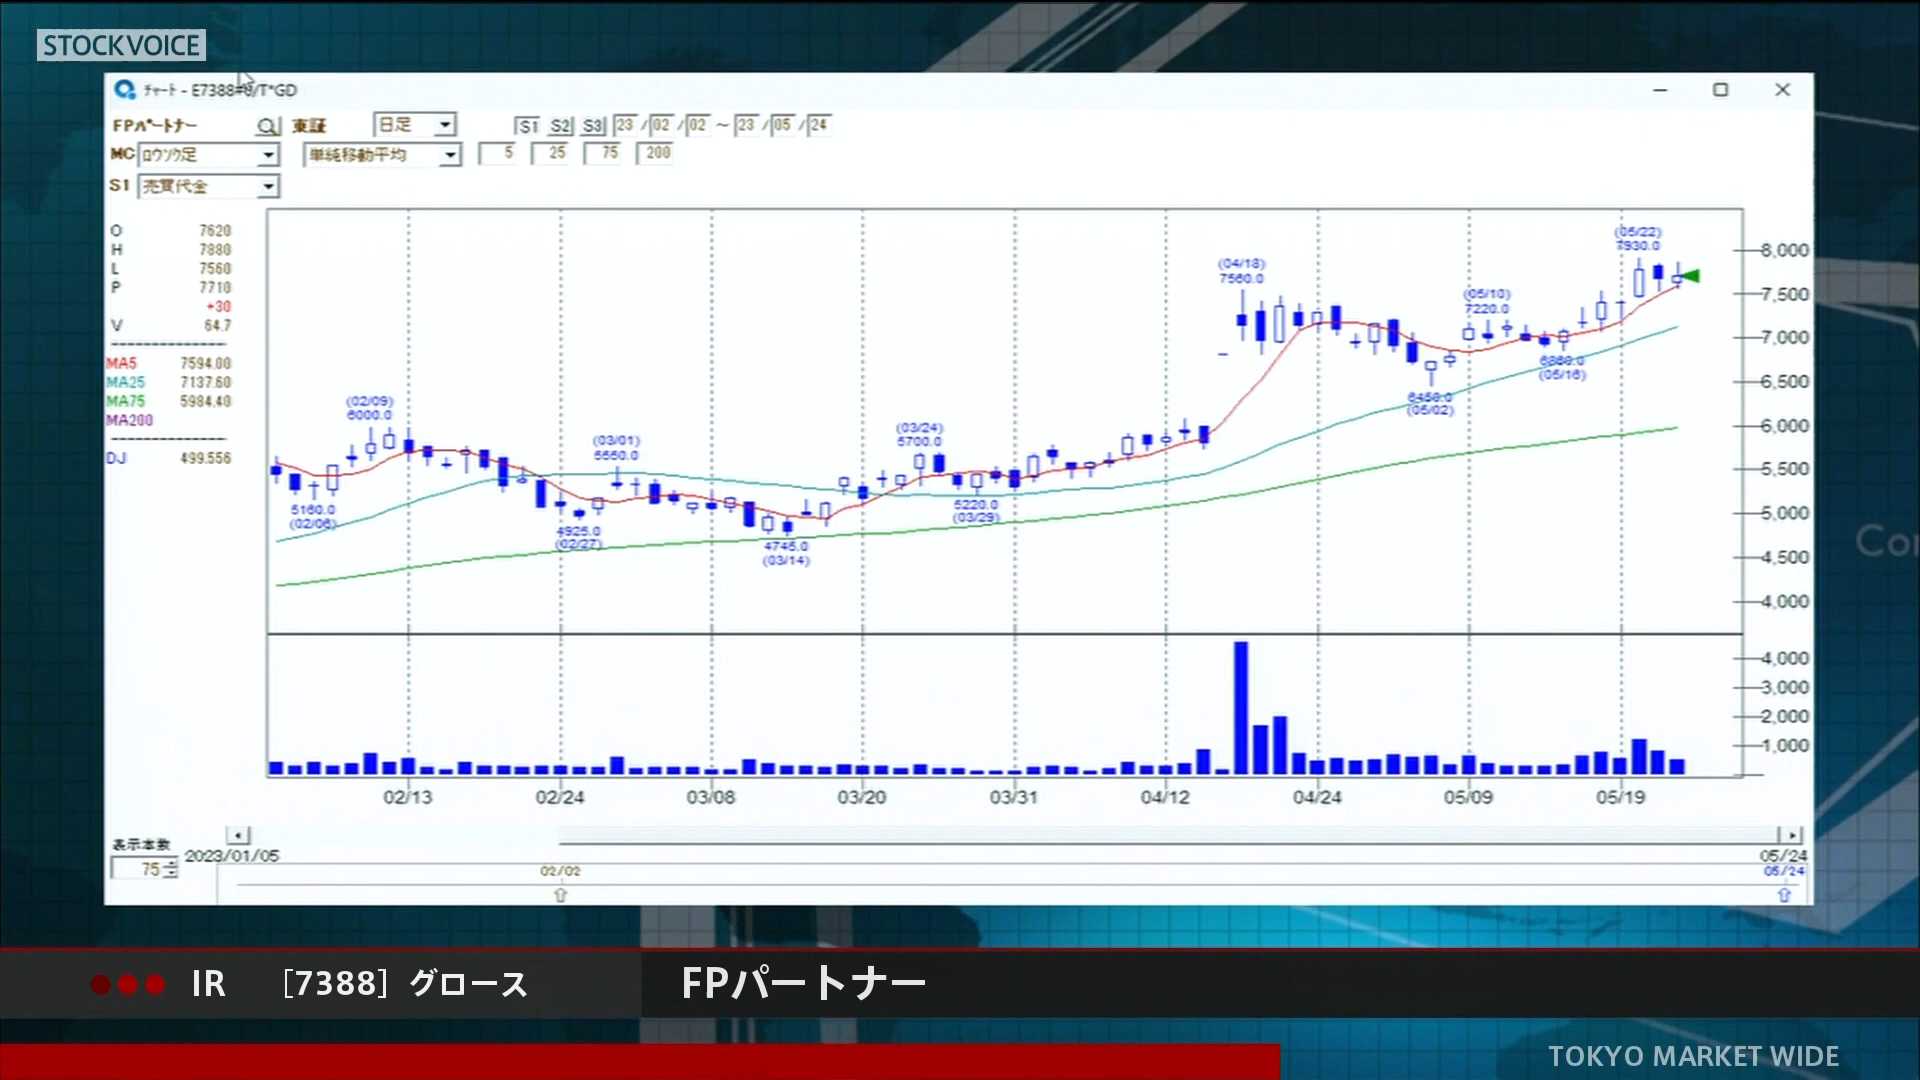 STOCKVOICE
チャート - E7388#0/T*GD
FPパートナー 東証 日足 S1 S2 S3 23 /02 /02 ～ 23 /05 /24
MC ロウソク足 単純移動平均 5 25 75 200
S1 売買代金
O 7620
H 7880
L 7560
P 7710
+30
V 64.7
MA5 7594.00
MA25 7137.60
MA75 5984.40
MA200
DJ 499.556
(05/22)
7930.0
(04/18)
7560.0
(05/10)
7220.0
6860.0
(05/16)
6450.0
(05/02)
(02/09)
6000.0
(03/01)
5550.0
(03/24)
5700.0
5160.0
(02/06)
4925.0
(02/27)
4745.0
(03/14)
5220.0
(03/29)
8,000
7,500
7,000
6,500
6,000
5,500
5,000
4,500
4,000
4,000
3,000
2,000
1,000
02/13 02/24 03/08 03/20 03/31 04/12 04/24 05/09 05/19
表示本数
75
2023/01/05 05/24
02/02 05/24
Con
IR [7388] グロース FPパートナー
TOKYO MARKET WIDE